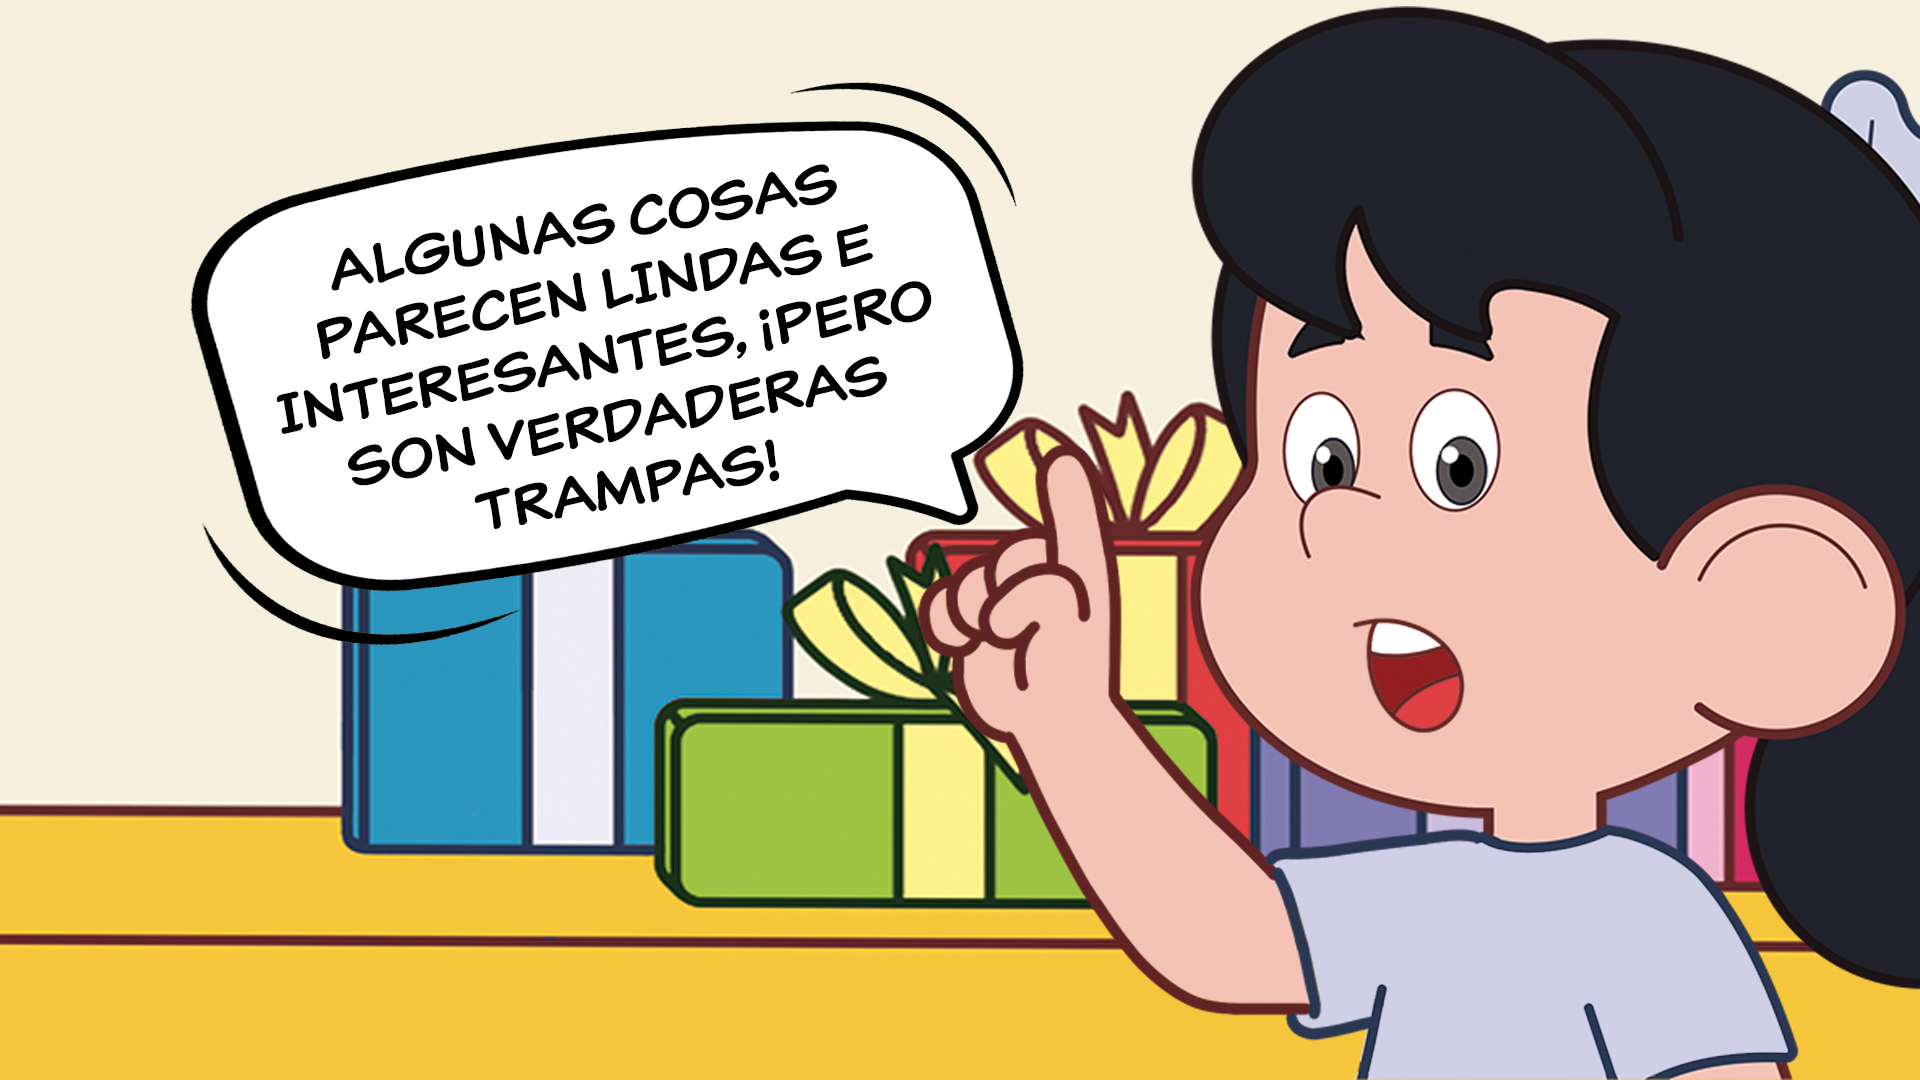 ALGUNAS COSAS
PARECEN LINDAS E
INTERESANTES, ¡PERO
SON VERDADERAS
TRAMPAS!